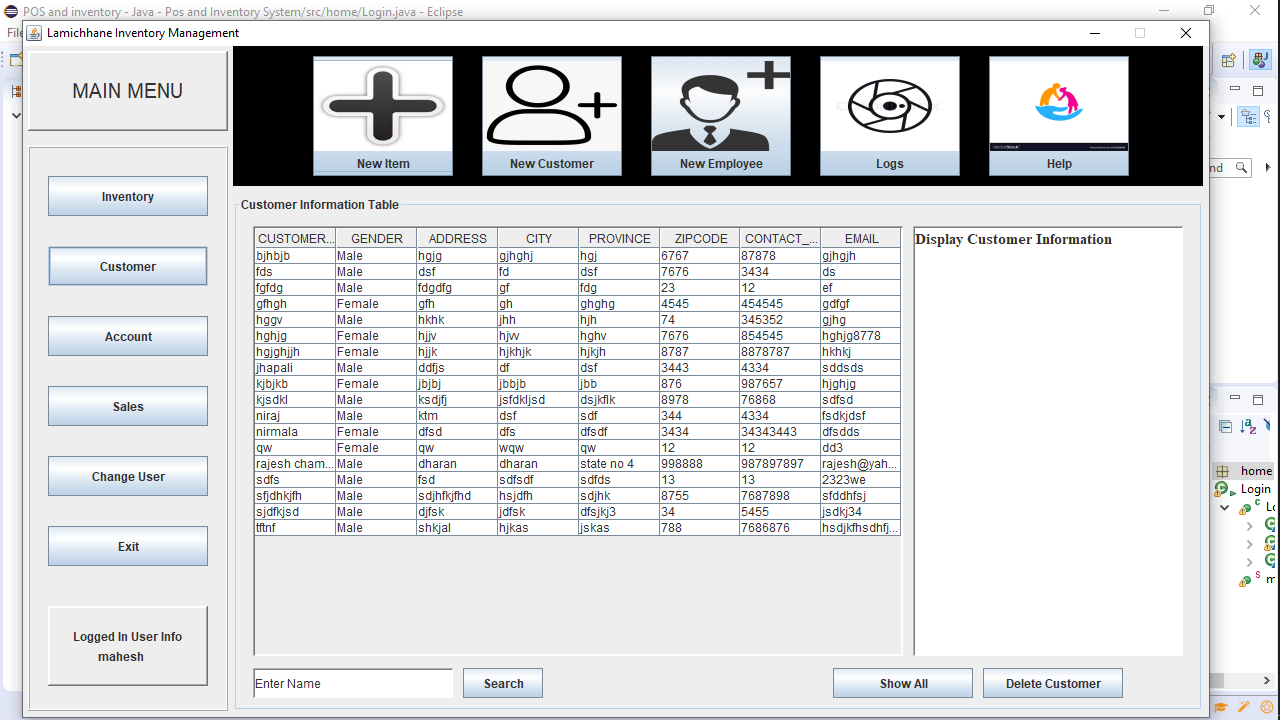 POS and inventory - Java - Pos and Inventory System/src/home/Login.java - Eclipse
Lamichhane Inventory Management
MAIN MENU
New Item New Customer New Employee Logs Help
VectorStock
Inventory
Customer
Account
Sales
Change User
Exit
Logged In User Info
mahesh
Customer Information Table
CUSTOMER... GENDER ADDRESS CITY PROVINCE ZIPCODE CONTACT_... EMAIL
bjhbjb Male hgjg gjhghj hgj 6767 87878 gjhgjh
fds Male dsf fd dsf 7676 3434 ds
fgfdg Male fdgdfg gf fdg 23 12 ef
gfhgh Female gfh gh ghghg 4545 454545 gdfgf
hggv Male hkhk jhh hjh 74 345352 gjhg
hghjg Female hjjv hjvv hghv 7676 854545 hghjg8778
hgjghjjh Female hjjk hjkhjk hjkjh 8787 8878787 hkhkj
jhapali Male ddfjs df dsf 3443 4334 sddsds
kjbjkb Female jbjbj jbbjb jbb 876 987657 hjghjg
kjsdkl Male ksdjfj jsfdkljsd dsjkflk 8978 76868 sdfsd
niraj Male ktm dsf sdf 344 4334 fsdkjdsf
nirmala Female dfsd dfs dfsdf 3434 34343443 dfsdds
qw Female qw wqw qw 12 12 dd3
rajesh cham... Male dharan dharan state no 4 998888 987897897 rajesh@yah...
sdfs Male fsd sdfsdf sdfds 13 13 2323we
sfjdhkjfh Male sdjhfkjfhd hsjdfh sdjhk 8755 7687898 sfddhfsj
sjdfkjsd Male djfsk jdfsk dfsjkj3 34 5455 jsdkj34
tftnf Male shkjal hjkas jskas 788 7686876 hsdjkfhsdhfj...
Display Customer Information
Enter Name Search Show All Delete Customer
home
Login